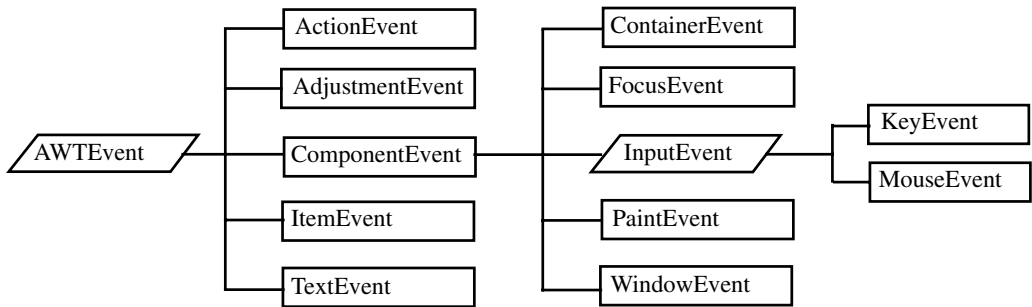 AWTEvent
ActionEvent
AdjustmentEvent
ComponentEvent
ItemEvent
TextEvent
ContainerEvent
FocusEvent
InputEvent
PaintEvent
WindowEvent
KeyEvent
MouseEvent